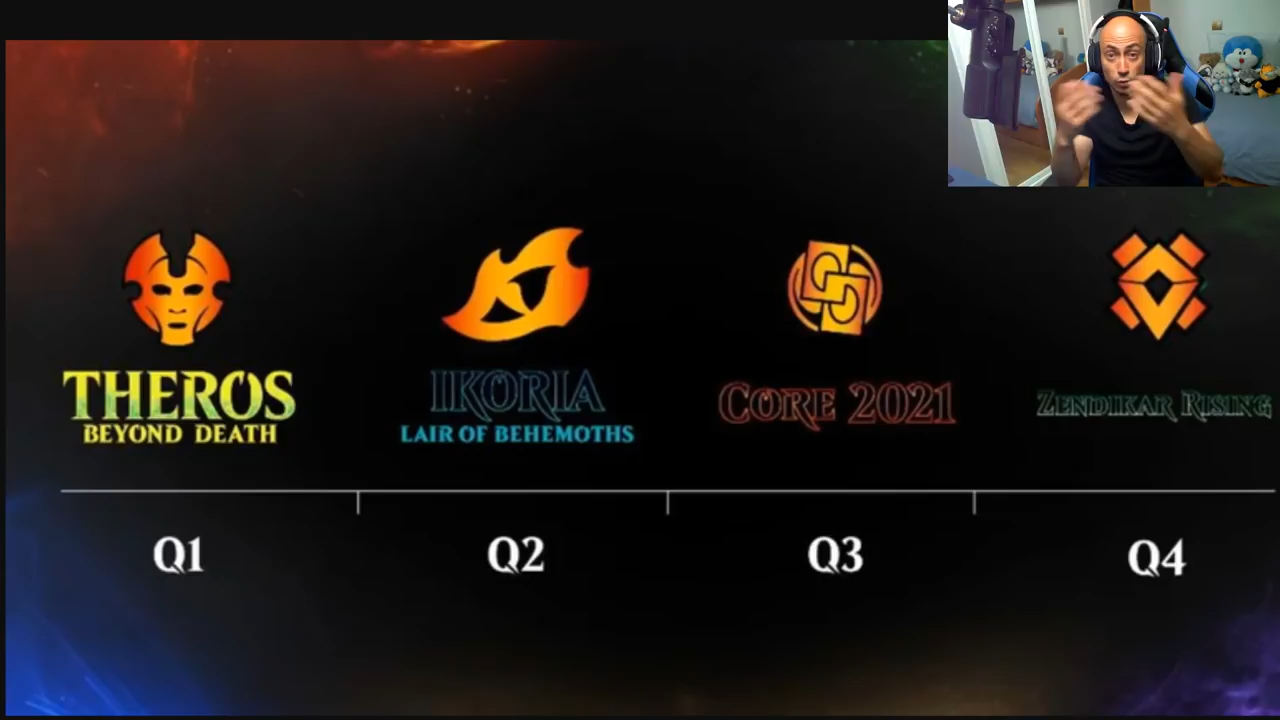 THEROS
BEYOND DEATH
IKORIA
LAIR OF BEHEMOTHS
CORE 2021
ZENDIKAR RISING
Q1
Q2
Q3
Q4